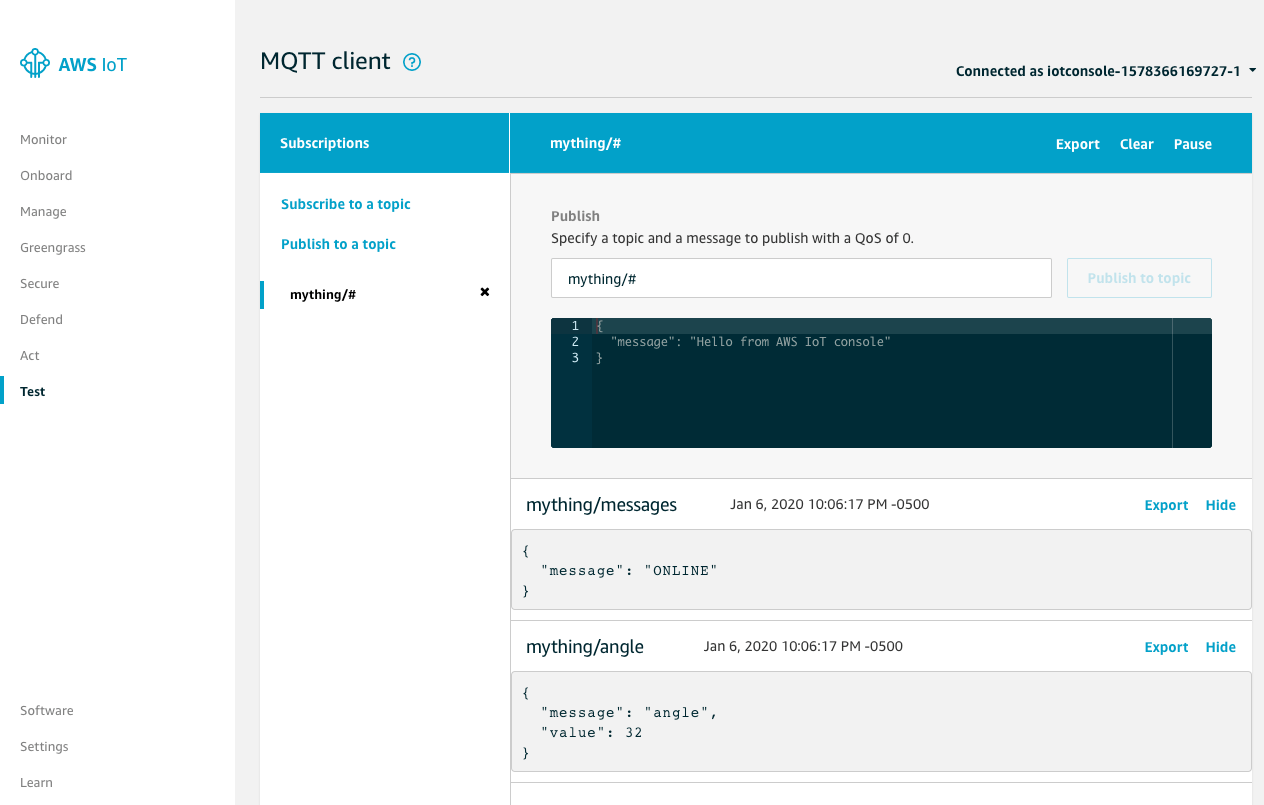 AWS IoT
Monitor
Onboard
Manage
Greengrass
Secure
Defend
Act
Test
Software
Settings
Learn
MQTT client ?
Connected as iotconsole-1578366169727-1
Subscriptions
Subscribe to a topic
Publish to a topic
mything/#
mything/#
Export Clear Pause
Publish
Specify a topic and a message to publish with a QoS of 0.
mything/#
Publish to topic
1 {
2 "message": "Hello from AWS IoT console"
3 }
mything/messages Jan 6, 2020 10:06:17 PM -0500 Export Hide
{
"message": "ONLINE"
}
mything/angle Jan 6, 2020 10:06:17 PM -0500 Export Hide
{
"message": "angle",
"value": 32
}